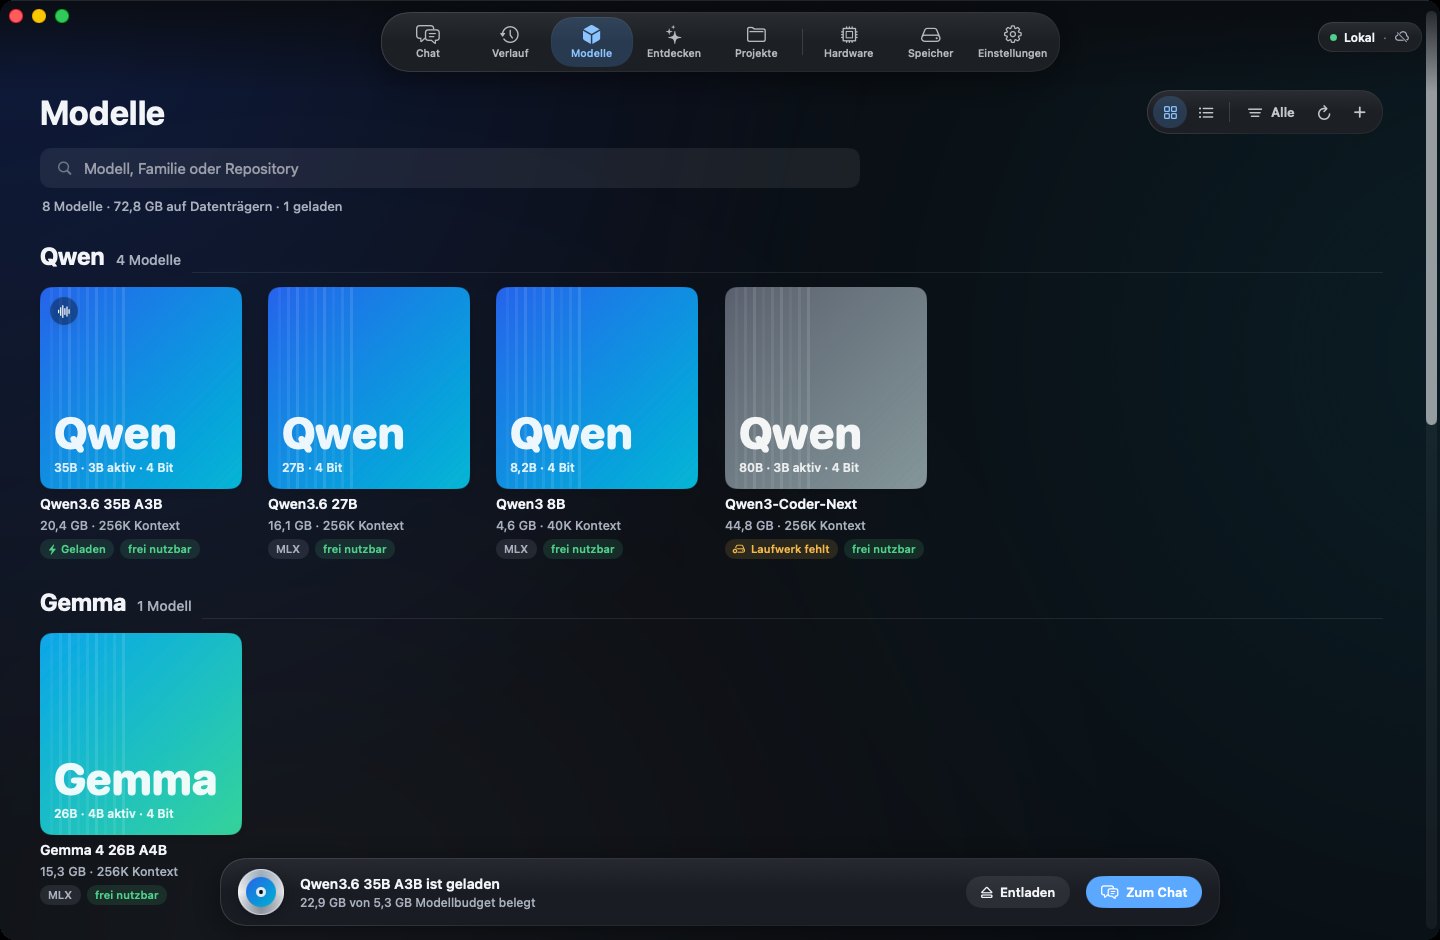 Chat
Verlauf
Modelle
Entdecken
Projekte
Hardware
Speicher
Einstellungen
Lokal ·
Modelle
Alle
Modell, Familie oder Repository
8 Modelle · 72,8 GB auf Datenträgern · 1 geladen
Qwen 4 Modelle
Qwen
35B · 3B aktiv · 4 Bit
Qwen3.6 35B A3B
20,4 GB · 256K Kontext
Geladen frei nutzbar
Qwen
27B · 4 Bit
Qwen3.6 27B
16,1 GB · 256K Kontext
MLX frei nutzbar
Qwen
8,2B · 4 Bit
Qwen3 8B
4,6 GB · 40K Kontext
MLX frei nutzbar
Qwen
80B · 3B aktiv · 4 Bit
Qwen3-Coder-Next
44,8 GB · 256K Kontext
Laufwerk fehlt frei nutzbar
Gemma 1 Modell
Gemma
26B · 4B aktiv · 4 Bit
Gemma 4 26B A4B
15,3 GB · 256K Kontext
MLX frei nutzbar
Qwen3.6 35B A3B ist geladen
22,9 GB von 5,3 GB Modellbudget belegt
Entladen
Zum Chat